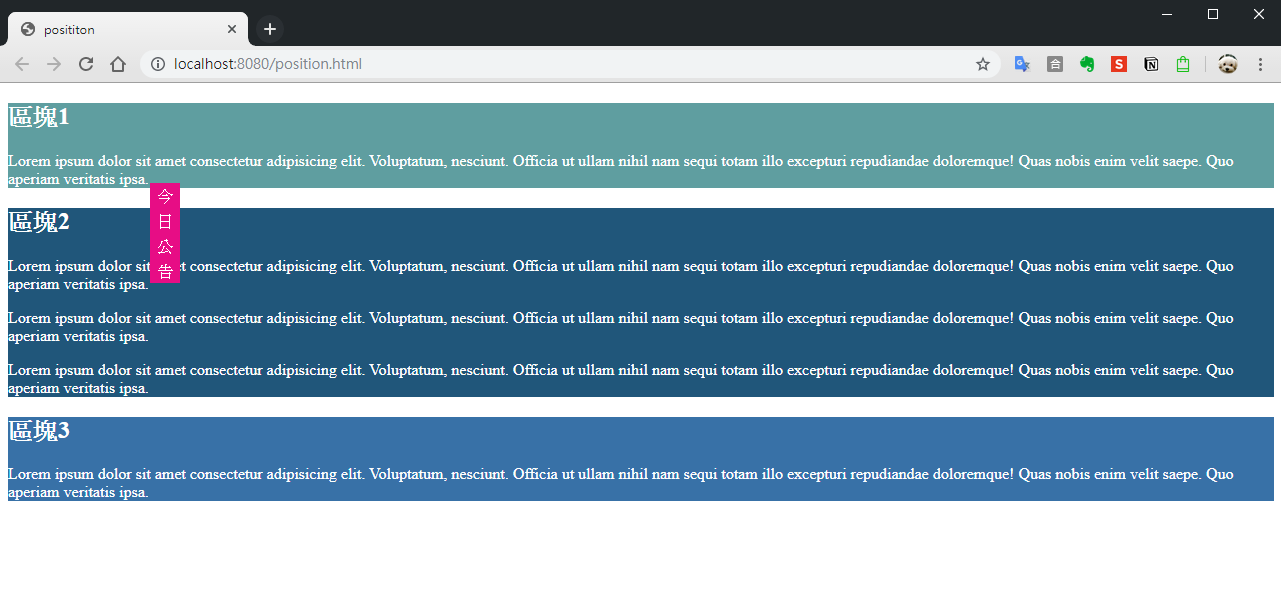 posititon
localhost:8080/position.html
區塊1
Lorem ipsum dolor sit amet consectetur adipisicing elit. Voluptatum, nesciunt. Officia ut ullam nihil nam sequi totam illo excepturi repudiandae doloremque! Quas nobis enim velit saepe. Quo
aperiam veritatis ipsa.
今
日
公
告
區塊2
Lorem ipsum dolor sit consectetur adipisicing elit. Voluptatum, nesciunt. Officia ut ullam nihil nam sequi totam illo excepturi repudiandae doloremque! Quas nobis enim velit saepe. Quo
aperiam veritatis ipsa.
Lorem ipsum dolor sit amet consectetur adipisicing elit. Voluptatum, nesciunt. Officia ut ullam nihil nam sequi totam illo excepturi repudiandae doloremque! Quas nobis enim velit saepe. Quo
aperiam veritatis ipsa.
Lorem ipsum dolor sit amet consectetur adipisicing elit. Voluptatum, nesciunt. Officia ut ullam nihil nam sequi totam illo excepturi repudiandae doloremque! Quas nobis enim velit saepe. Quo
aperiam veritatis ipsa.
區塊3
Lorem ipsum dolor sit amet consectetur adipisicing elit. Voluptatum, nesciunt. Officia ut ullam nihil nam sequi totam illo excepturi repudiandae doloremque! Quas nobis enim velit saepe. Quo
aperiam veritatis ipsa.